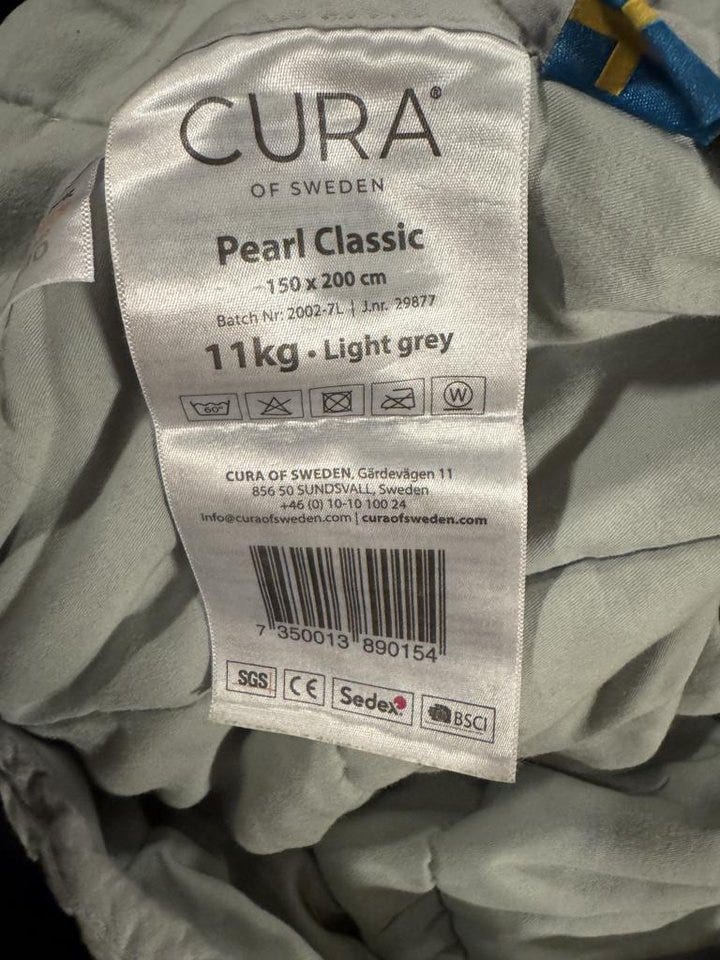 CURA®
OF SWEDEN
Pearl Classic
150 x 200 cm
Batch Nr: 2002-7L | J.nr. 29877
11kg · Light grey
60°
W
CURA OF SWEDEN, Gärdevägen 11
856 50 SUNDSVALL, Sweden
+46 (0) 10-10 100 24
Info@curaofsweden.com | curaofsweden.com
7 350013 890154
SGS CE Sedex BSCI